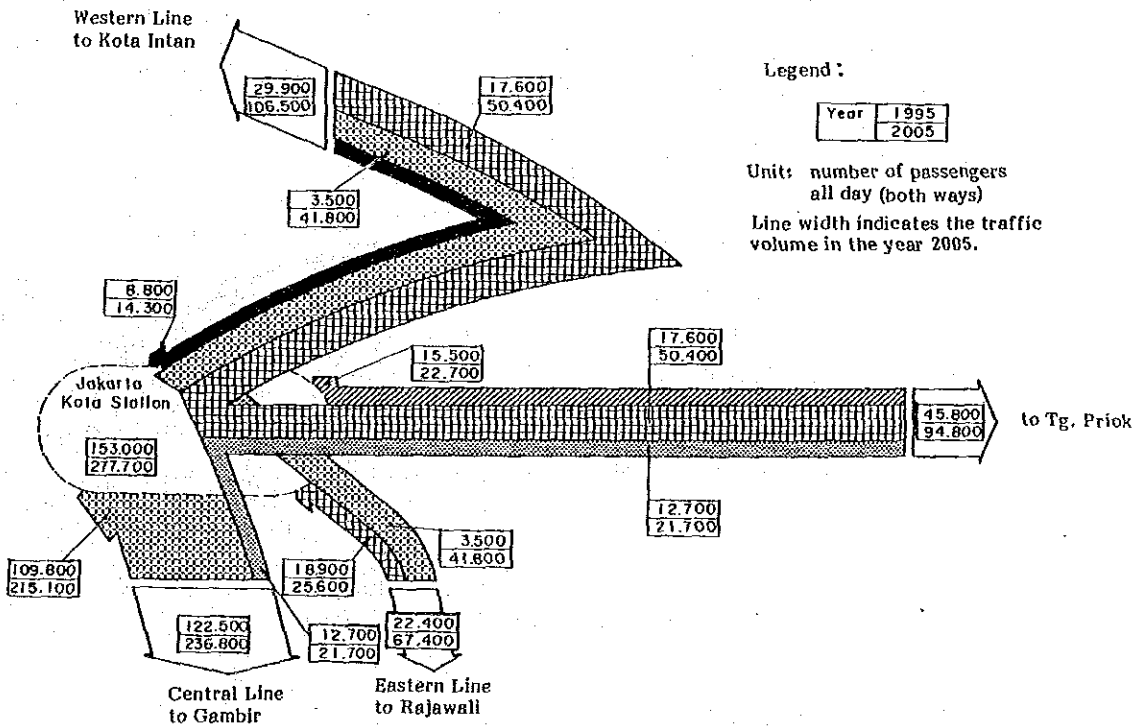 Western Line
to Kota Intan
29.900
106.500
17.600
50.400
3.500
41.800
Legend :
Year 1995
2005
Unit: number of passengers
all day (both ways)
Line width indicates the traffic
volume in the year 2005.
8.800
14.300
15.500
22.700
17.600
50.400
Jakarta
Kota Station
153.000
277.700
45.800
94.800
to Tg. Priok
12.700
21.700
3.500
41.800
109.800
215.100
18.900
25.600
122.500
236.800
12.700
21.700
22.400
67.400
Central Line
to Gambir
Eastern Line
to Rajawali